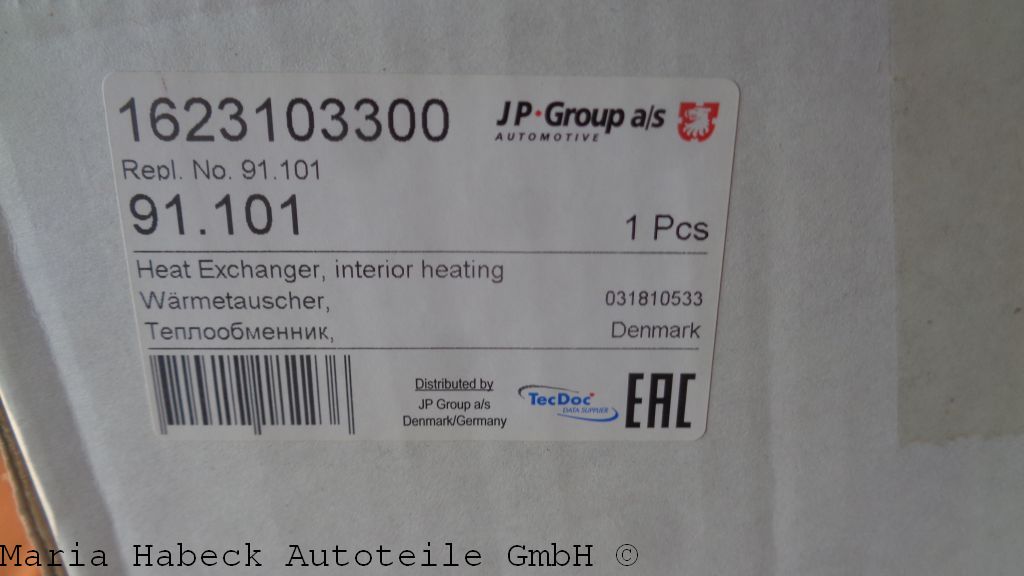 1623103300
JP·Group a/s
AUTOMOTIVE
Repl. No. 91.101
91.101
1 Pcs
Heat Exchanger, interior heating
Wärmetauscher,
031810533
Теплообменник,
Denmark
Distributed by
JP Group a/s
Denmark/Germany
TecDoc
DATA SUPPLIER
EAC
Maria Habeck Autoteile GmbH ©